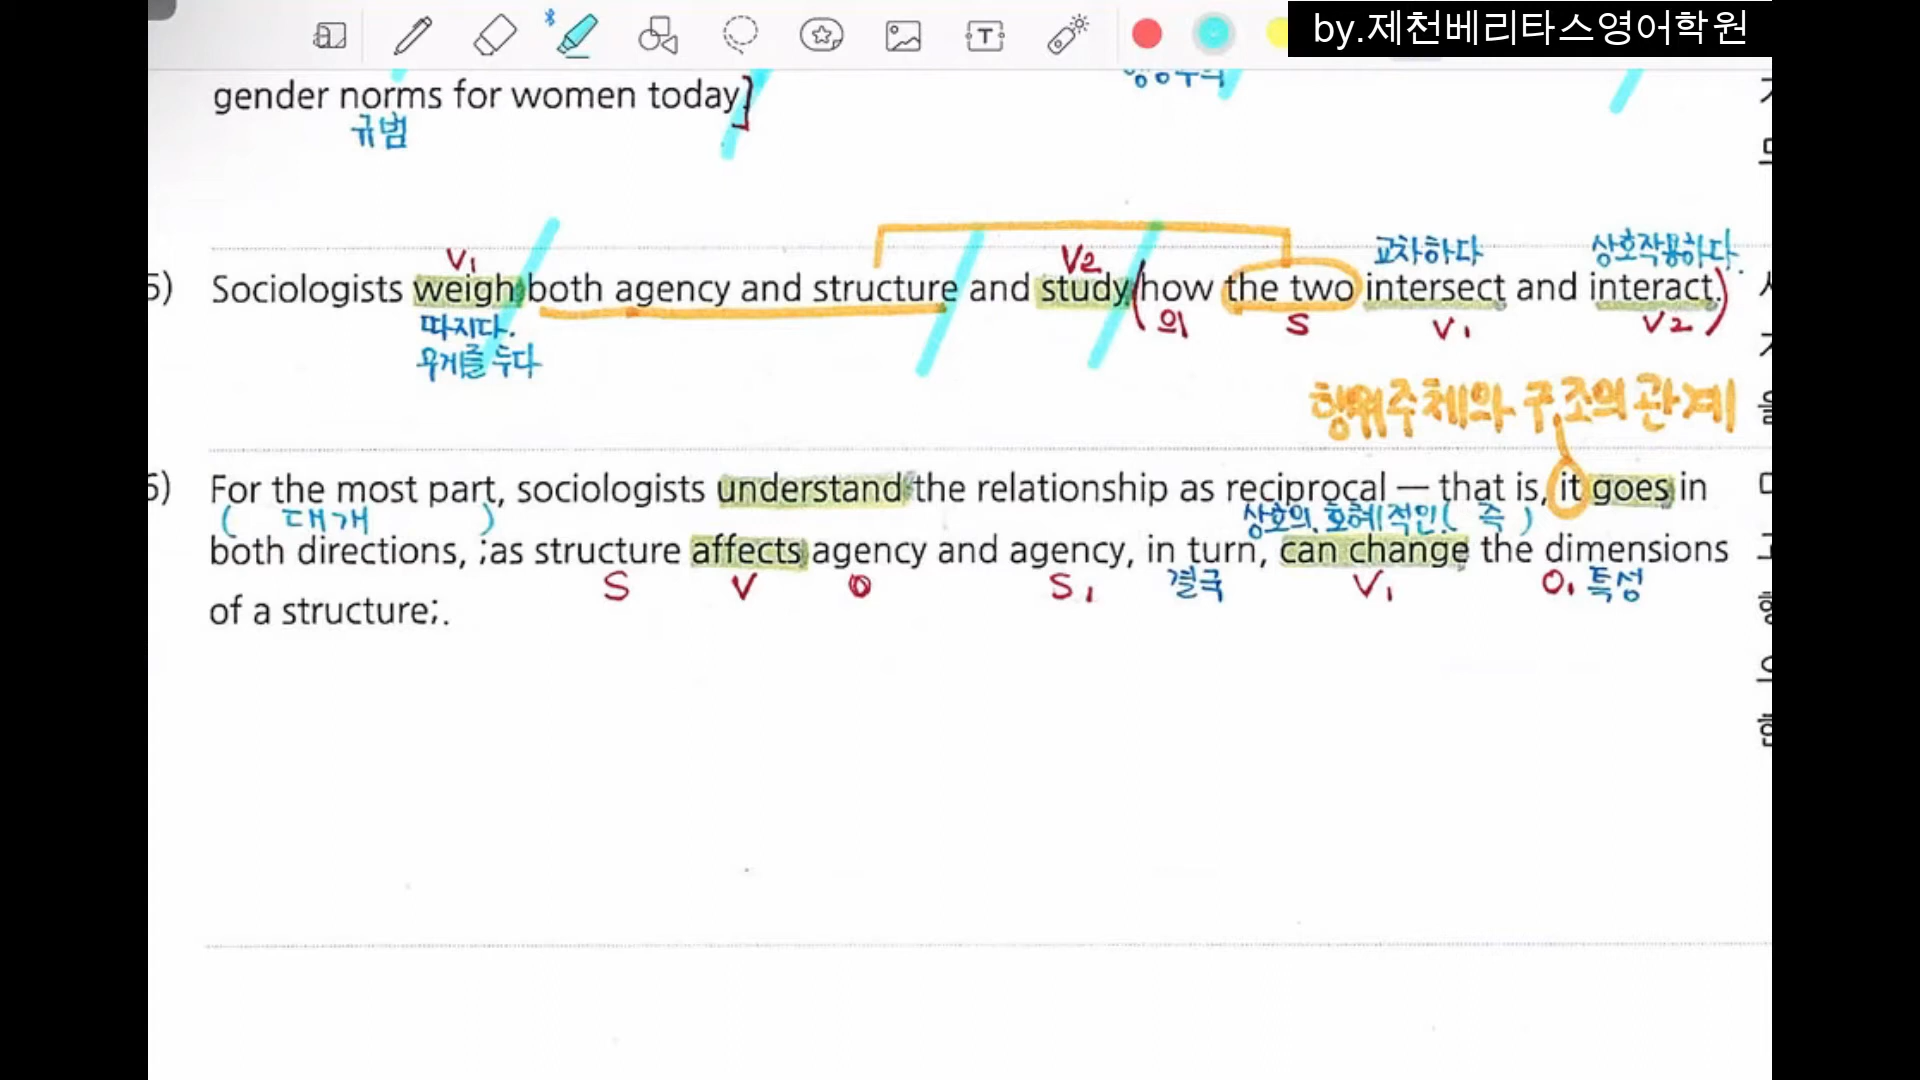 by.제천베리타스영어학원
gender norms for women today]
규범
V1 V2 교차하다 상호작용하다.
5) Sociologists weigh both agency and structure and study (how the two intersect and interact.)
따지다. 의 S V1 V2
무게를 두다
행위주체와 구조의 관계
6) For the most part, sociologists understand the relationship as reciprocal — that is, it goes in
( 대개 ) 상호의, 호혜적인 ( 즉 )
both directions, ;as structure affects agency and agency, in turn, can change the dimensions
S V O S1 결국 V1 O1 특성
of a structure;.